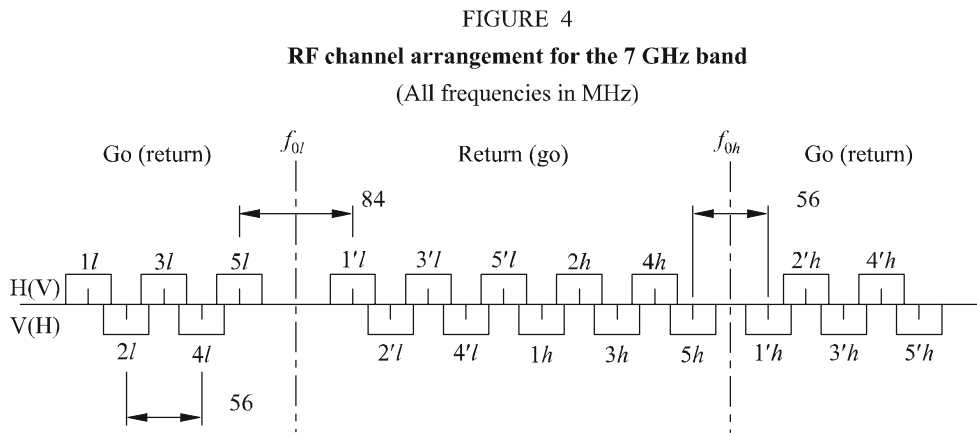 FIGURE 4
RF channel arrangement for the 7 GHz band
(All frequencies in MHz)
Go (return) f0l Return (go) f0h Go (return)
84 56
1l 3l 5l 1'l 3'l 5'l 2h 4h 2'h 4'h
H(V)
V(H)
2l 4l 2'l 4'l 1h 3h 5h 1'h 3'h 5'h
56